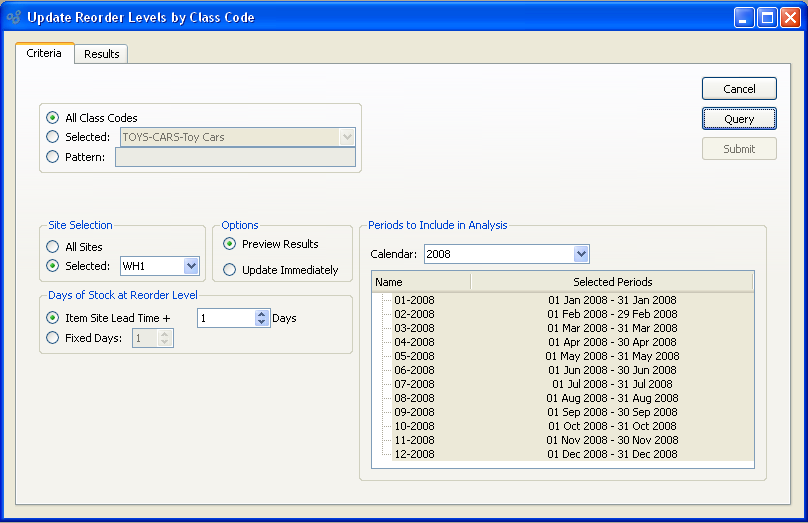 Update Reorder Levels by Class Code
Criteria
Results
All Class Codes
Selected: TOYS-CARS-Toy Cars
Pattern:
Cancel
Query
Submit
Site Selection
All Sites
Selected: WH1
Options
Preview Results
Update Immediately
Days of Stock at Reorder Level
Item Site Lead Time + 1 Days
Fixed Days: 1
Periods to Include in Analysis
Calendar: 2008
Name Selected Periods
01-2008 01 Jan 2008 - 31 Jan 2008
02-2008 01 Feb 2008 - 29 Feb 2008
03-2008 01 Mar 2008 - 31 Mar 2008
04-2008 01 Apr 2008 - 30 Apr 2008
05-2008 01 May 2008 - 31 May 2008
06-2008 01 Jun 2008 - 30 Jun 2008
07-2008 01 Jul 2008 - 31 Jul 2008
08-2008 01 Aug 2008 - 31 Aug 2008
09-2008 01 Sep 2008 - 30 Sep 2008
10-2008 01 Oct 2008 - 31 Oct 2008
11-2008 01 Nov 2008 - 30 Nov 2008
12-2008 01 Dec 2008 - 31 Dec 2008